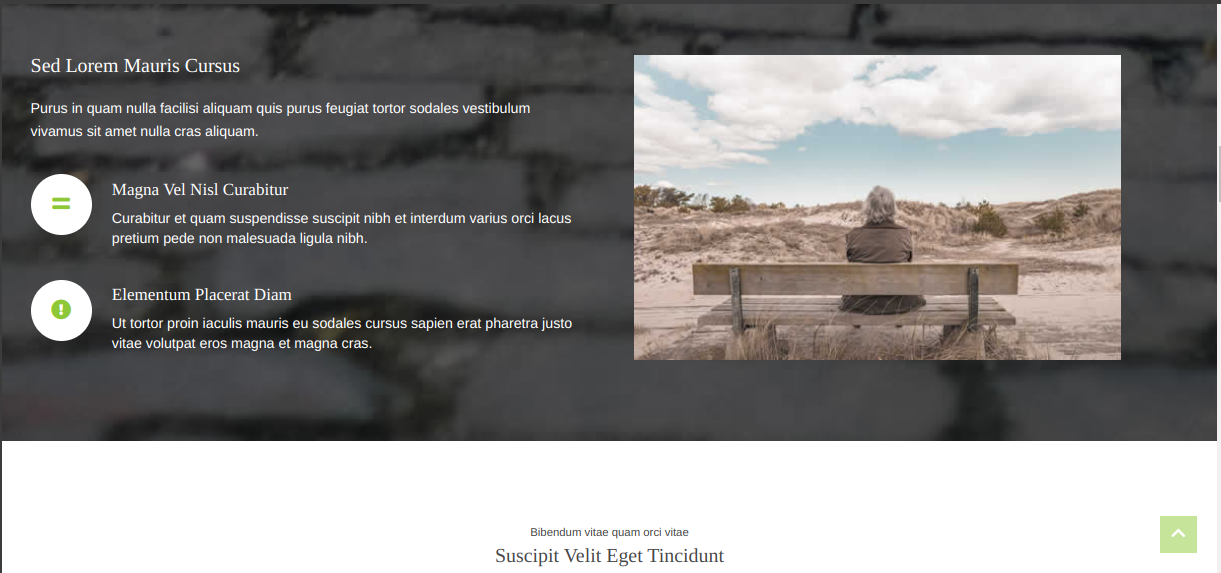 Sed Lorem Mauris Cursus
Purus in quam nulla facilisi aliquam quis purus feugiat tortor sodales vestibulum
vivamus sit amet nulla cras aliquam.
Magna Vel Nisl Curabitur
Curabitur et quam suspendisse suscipit nibh et interdum varius orci lacus
pretium pede non malesuada ligula nibh.
Elementum Placerat Diam
Ut tortor proin iaculis mauris eu sodales cursus sapien erat pharetra justo
vitae volutpat eros magna et magna cras.
Bibendum vitae quam orci vitae
Suscipit Velit Eget Tincidunt